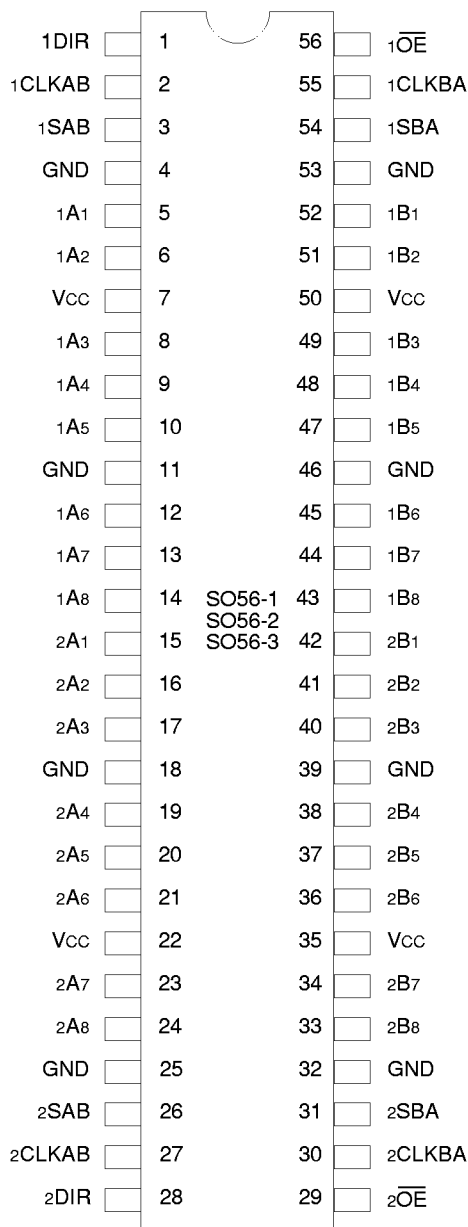 1DIR 1 56 1O̅E̅
1CLKAB 2 55 1CLKBA
1SAB 3 54 1SBA
GND 4 53 GND
1A1 5 52 1B1
1A2 6 51 1B2
VCC 7 50 VCC
1A3 8 49 1B3
1A4 9 48 1B4
1A5 10 47 1B5
GND 11 46 GND
1A6 12 45 1B6
1A7 13 44 1B7
1A8 14 SO56-1 43 1B8
SO56-2
2A1 15 SO56-3 42 2B1
2A2 16 41 2B2
2A3 17 40 2B3
GND 18 39 GND
2A4 19 38 2B4
2A5 20 37 2B5
2A6 21 36 2B6
VCC 22 35 VCC
2A7 23 34 2B7
2A8 24 33 2B8
GND 25 32 GND
2SAB 26 31 2SBA
2CLKAB 27 30 2CLKBA
2DIR 28 29 2O̅E̅